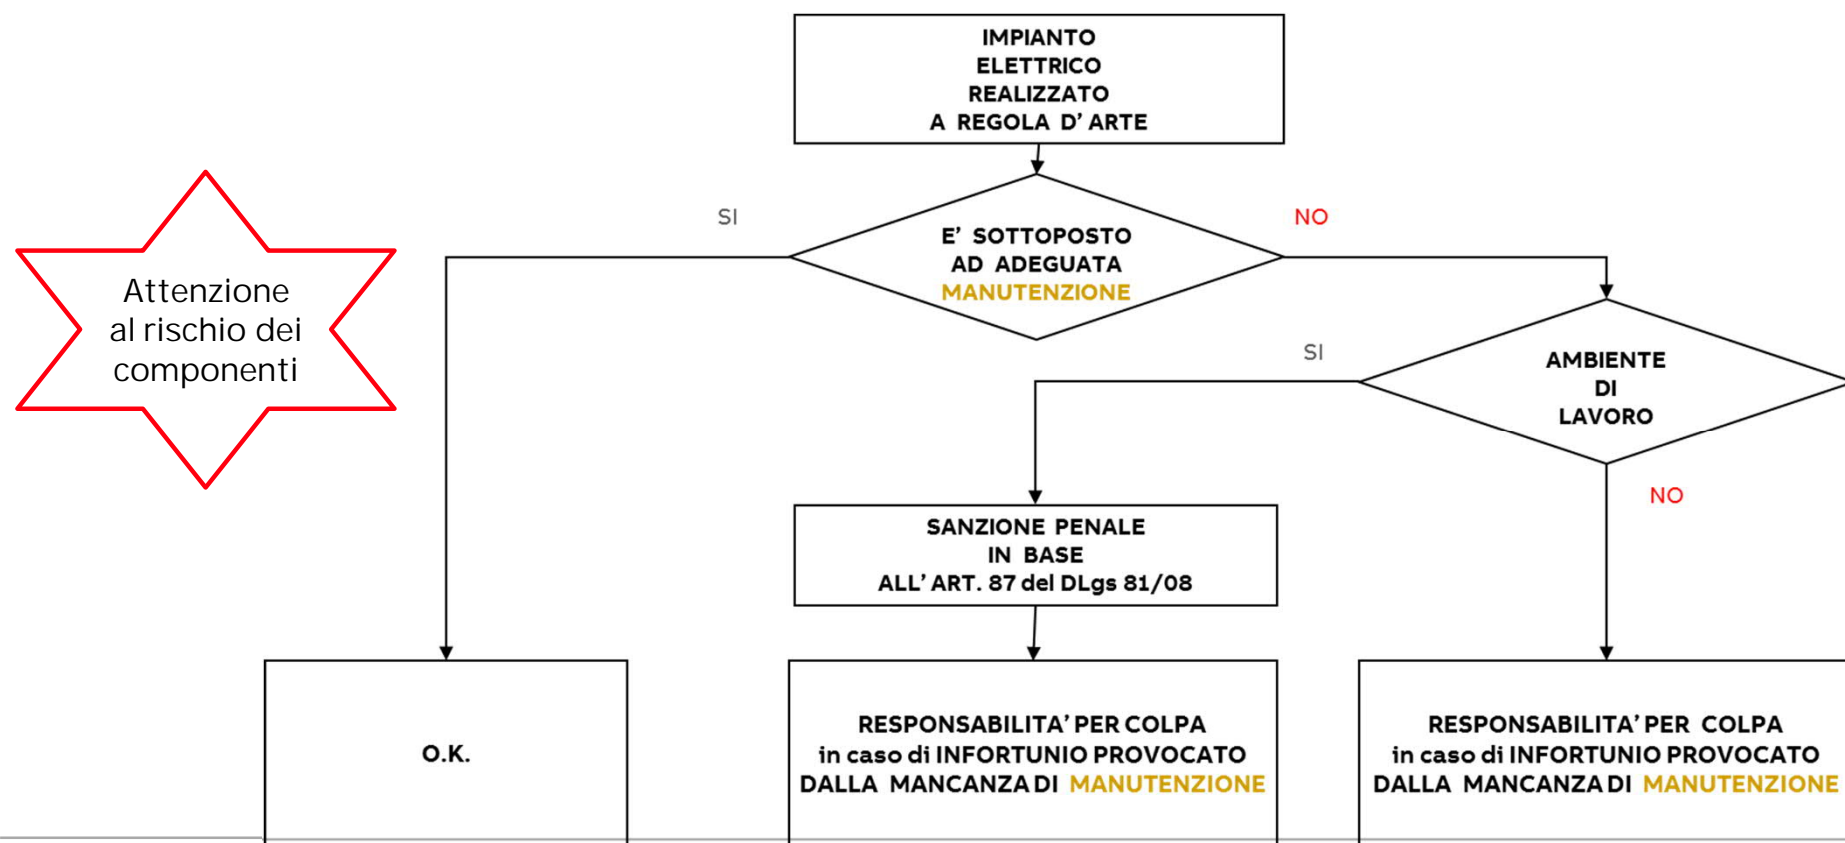 IMPIANTO
ELETTRICO
REALIZZATO
A REGOLA D' ARTE
SI
NO
E' SOTTOPOSTO
AD ADEGUATA
MANUTENZIONE
Attenzione
al rischio dei
componenti
SI
AMBIENTE
DI
LAVORO
NO
SANZIONE PENALE
IN BASE
ALL' ART. 87 del DLgs 81/08
O.K.
RESPONSABILITA' PER COLPA
in caso di INFORTUNIO PROVOCATO
DALLA MANCANZA DI MANUTENZIONE
RESPONSABILITA' PER COLPA
in caso di INFORTUNIO PROVOCATO
DALLA MANCANZA DI MANUTENZIONE